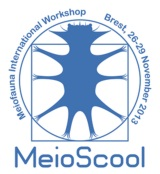 Meiofauna International Workshop
Brest, 26-29 November 2013
MeioScool